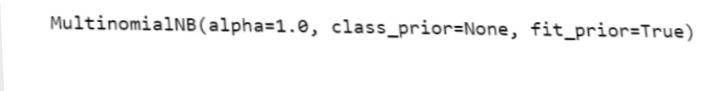 MultinomialNB(alpha=1.0, class_prior=None, fit_prior=True)